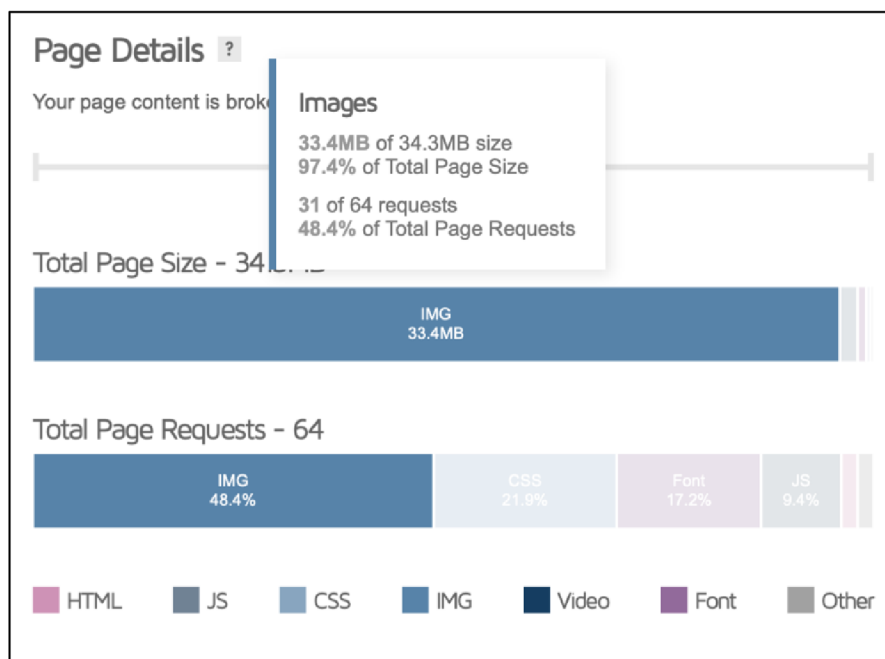 Page Details ?
Your page content is broke
Images
33.4MB of 34.3MB size
97.4% of Total Page Size
31 of 64 requests
48.4% of Total Page Requests
Total Page Size - 34.3MB
IMG
33.4MB
Total Page Requests - 64
IMG
48.4%
CSS
21.9%
Font
17.2%
JS
9.4%
HTML JS CSS IMG Video Font Other